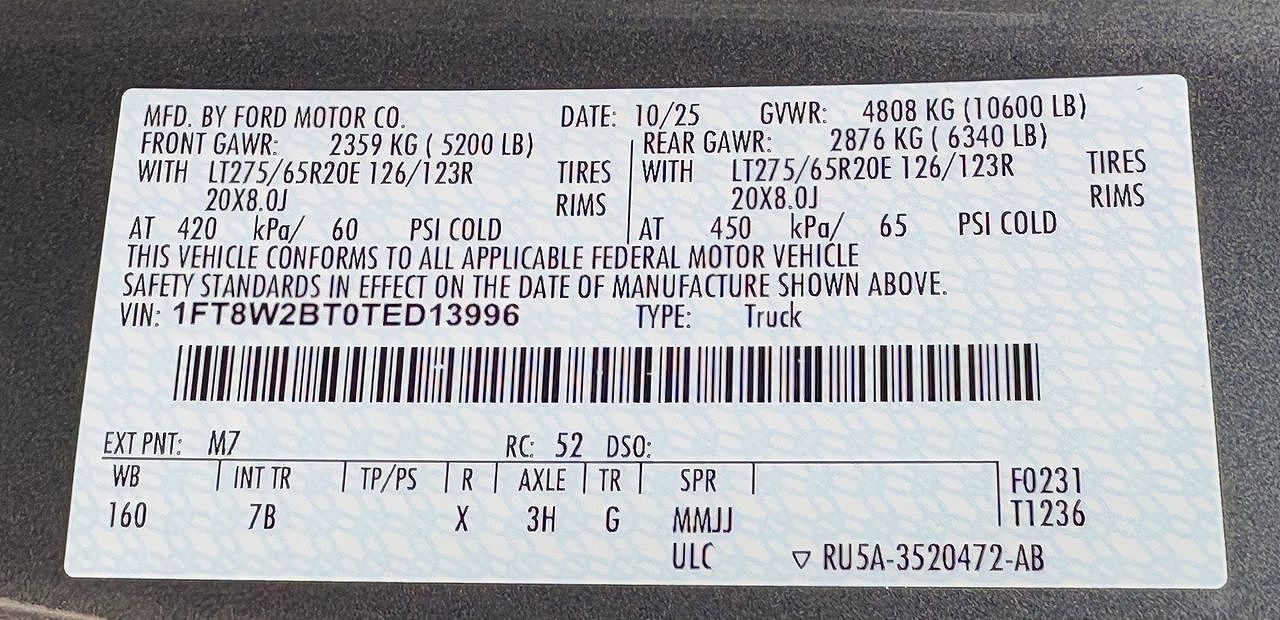 MFD. BY FORD MOTOR CO. DATE: 10/25 GVWR: 4808 KG (10600 LB)
FRONT GAWR: 2359 KG ( 5200 LB) REAR GAWR: 2876 KG ( 6340 LB)
WITH LT275/65R20E 126/123R TIRES WITH LT275/65R20E 126/123R TIRES
20X8.0J RIMS 20X8.0J RIMS
AT 420 kPa/ 60 PSI COLD AT 450 kPa/ 65 PSI COLD
THIS VEHICLE CONFORMS TO ALL APPLICABLE FEDERAL MOTOR VEHICLE
SAFETY STANDARDS IN EFFECT ON THE DATE OF MANUFACTURE SHOWN ABOVE.
VIN: 1FT8W2BT0TED13996 TYPE: Truck
EXT PNT: M7 RC: 52 DSO:
WB INT TR TP/PS R AXLE TR SPR F0231
160 7B X 3H G MMJJ T1236
ULC ▽ RU5A-3520472-AB